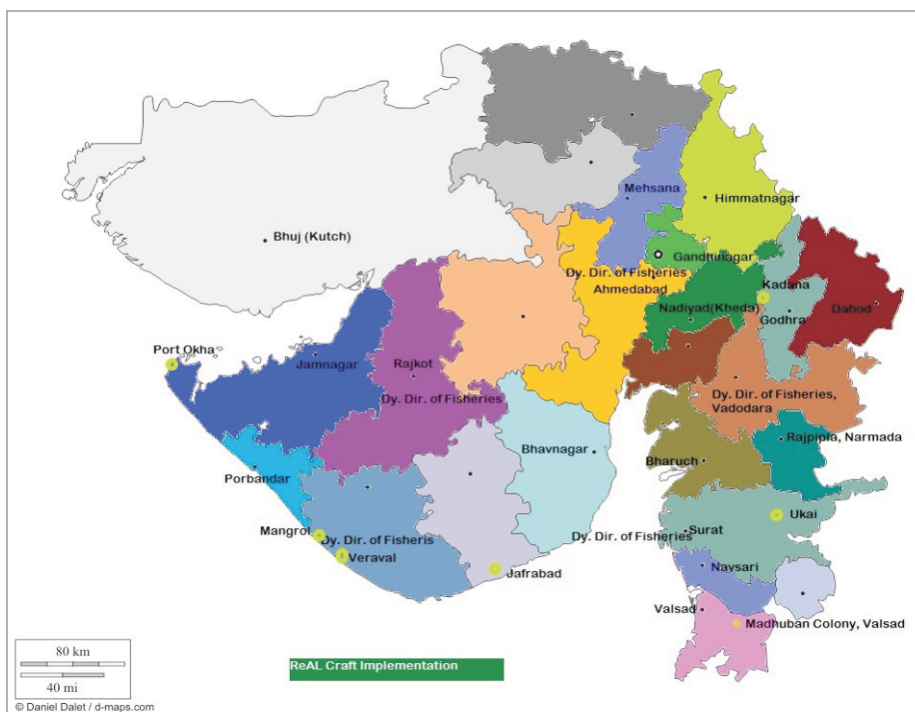 Mehsana
Himmatnagar
Bhuj (Kutch)
Gandhinagar
Dy. Dir. of Fisheries
Ahmedabad
Kadana
Nadiyad(Kheda)
Godhra
Dahod
Port Okha
Jamnagar
Rajkot
Dy. Dir. of Fisheries
Dy. Dir. of Fisheries,
Vadodara
Rajpipla, Narmada
Bhavnagar
Bharuch
Porbandar
Ukai
Mangrol
Dy. Dir. of Fisheris
Veraval
Dy. Dir. of Fisheries
Surat
Jafrabad
Navsari
Valsad
Madhuban Colony, Valsad
80 km
40 mi
ReAL Craft Implementation
© Daniel Dalet / d-maps.com